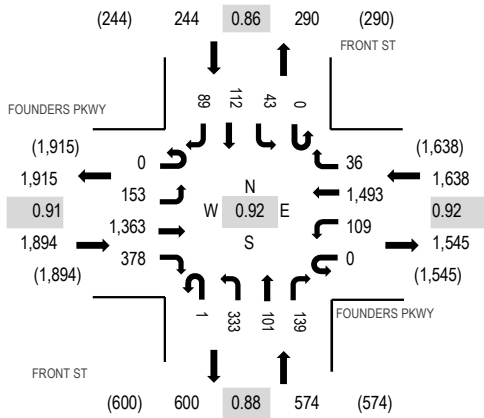 (244) 244 0.86 290 (290)
FRONT ST
89 112 43 0
FOUNDERS PKWY
(1,915)
1,915
0.91
1,894
(1,894)
0
153
1,363
378
N
W 0.92 E
S
36
1,493
109
0
(1,638)
1,638
0.92
1,545
(1,545)
1 333 101 139
FOUNDERS PKWY
FRONT ST
(600) 600 0.88 574 (574)